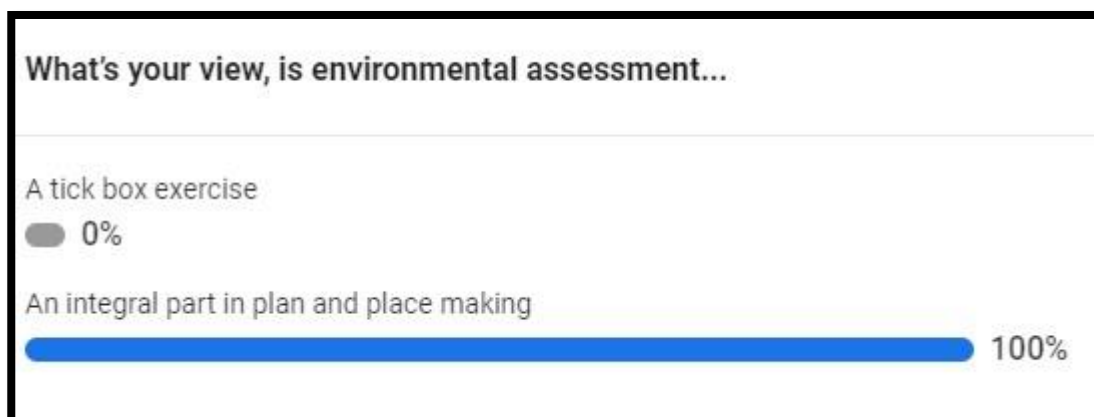 What's your view, is environmental assessment...
A tick box exercise
0%
An integral part in plan and place making
100%